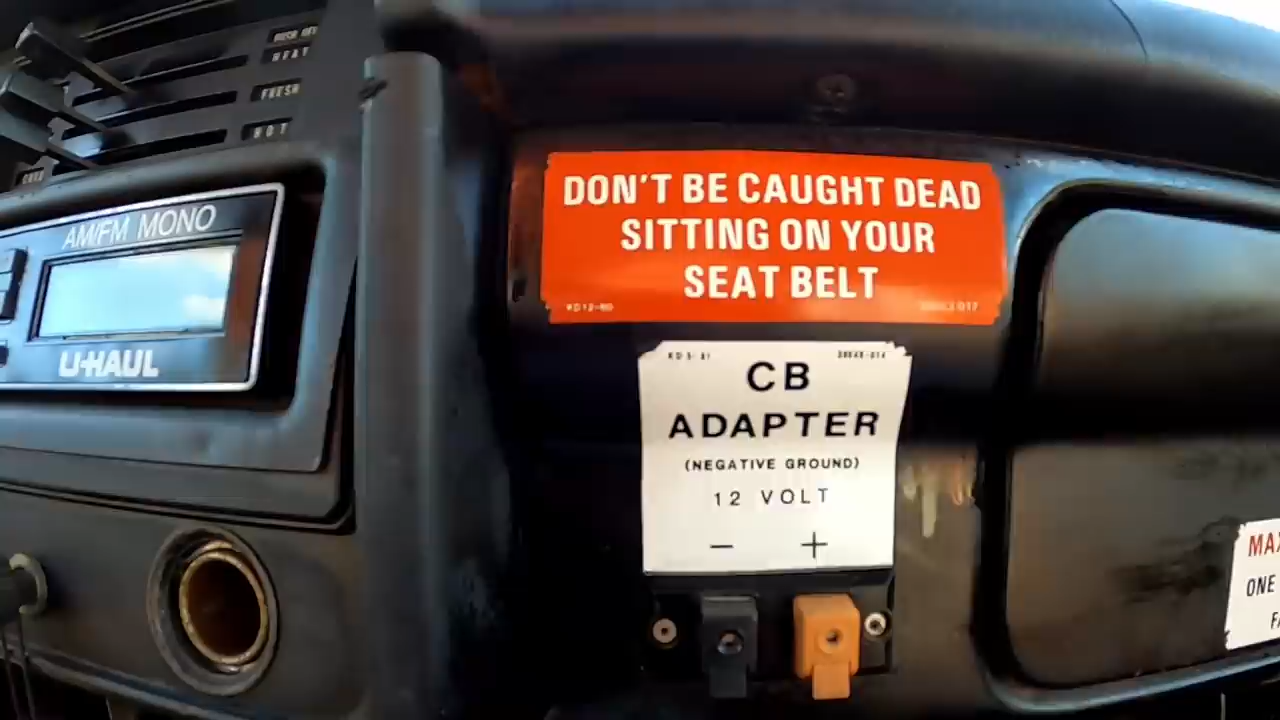 HEAT
FRESH
HOT
AM/FM MONO
U-HAUL
DON'T BE CAUGHT DEAD
SITTING ON YOUR
SEAT BELT
CB
ADAPTER
(NEGATIVE GROUND)
12 VOLT
- +
MAX
ONE